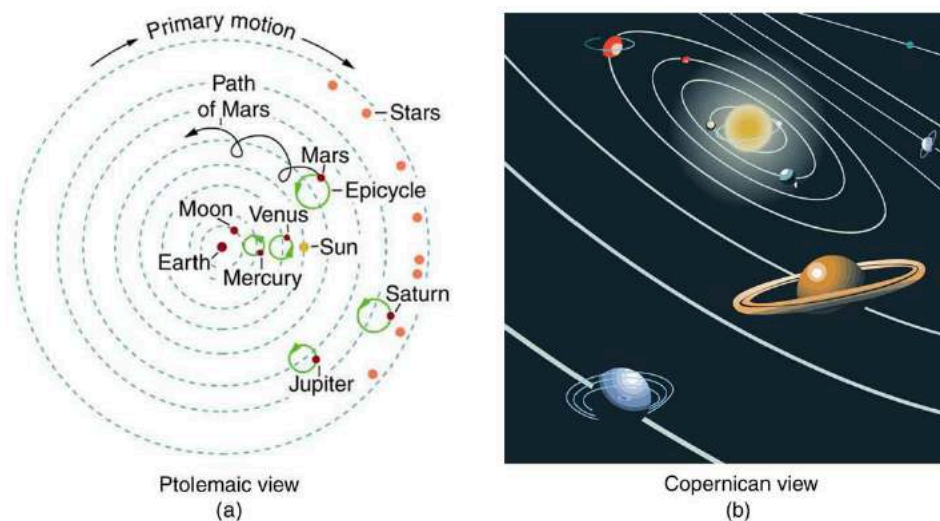 Primary motion
Path
of Mars
Stars
Mars
Epicycle
Moon
Venus
Sun
Earth
Mercury
Saturn
Jupiter
Ptolemaic view
(a)
Copernican view
(b)